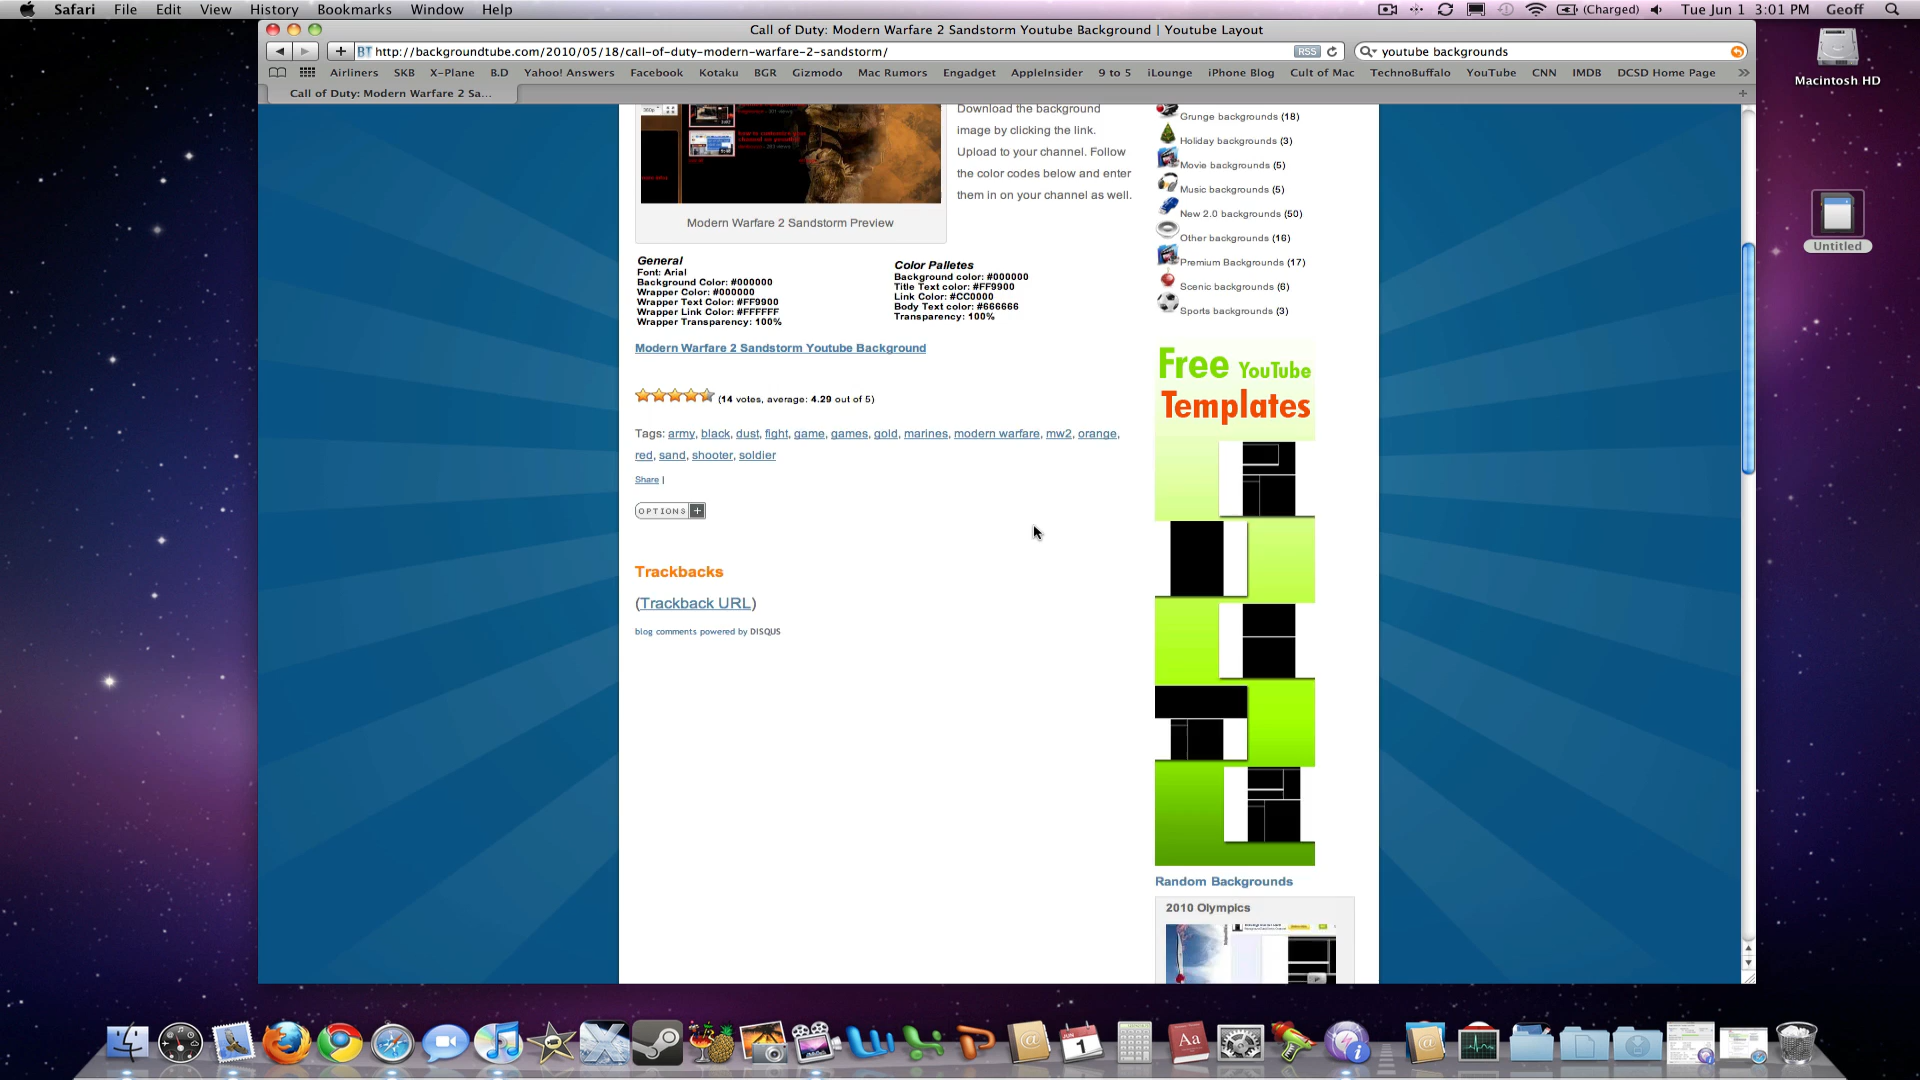 Safari File Edit View History Bookmarks Window Help
(Charged) Tue Jun 1 3:01 PM Geoff
Call of Duty: Modern Warfare 2 Sandstorm Youtube Background | Youtube Layout
BT http://backgroundtube.com/2010/05/18/call-of-duty-modern-warfare-2-sandstorm/ RSS
youtube backgrounds
Airliners SKB X-Plane B.D Yahoo! Answers Facebook Kotaku BGR Gizmodo Mac Rumors Engadget AppleInsider 9 to 5 iLounge iPhone Blog Cult of Mac TechnoBuffalo YouTube CNN IMDB DCSD Home Page
Call of Duty: Modern Warfare 2 Sa...
Macintosh HD
Untitled
Download the background
image by clicking the link.
Upload to your channel. Follow
the color codes below and enter
them in on your channel as well.
Modern Warfare 2 Sandstorm Preview
General
Font: Arial
Background Color: #000000
Wrapper Color: #000000
Wrapper Text Color: #FF9900
Wrapper Link Color: #FFFFFF
Wrapper Transparency: 100%
Color Palletes
Background color: #000000
Title Text color: #FF9900
Link Color: #CC0000
Body Text color: #666666
Transparency: 100%
Modern Warfare 2 Sandstorm Youtube Background
(14 votes, average: 4.29 out of 5)
Tags: army, black, dust, fight, game, games, gold, marines, modern warfare, mw2, orange,
red, sand, shooter, soldier
Share |
OPTIONS
Trackbacks
(Trackback URL)
blog comments powered by DISQUS
Grunge backgrounds (18)
Holiday backgrounds (3)
Movie backgrounds (5)
Music backgrounds (5)
New 2.0 backgrounds (50)
Other backgrounds (16)
Premium Backgrounds (17)
Scenic backgrounds (6)
Sports backgrounds (3)
Free YouTube
Templates
Random Backgrounds
2010 Olympics
JUN
1
Aa